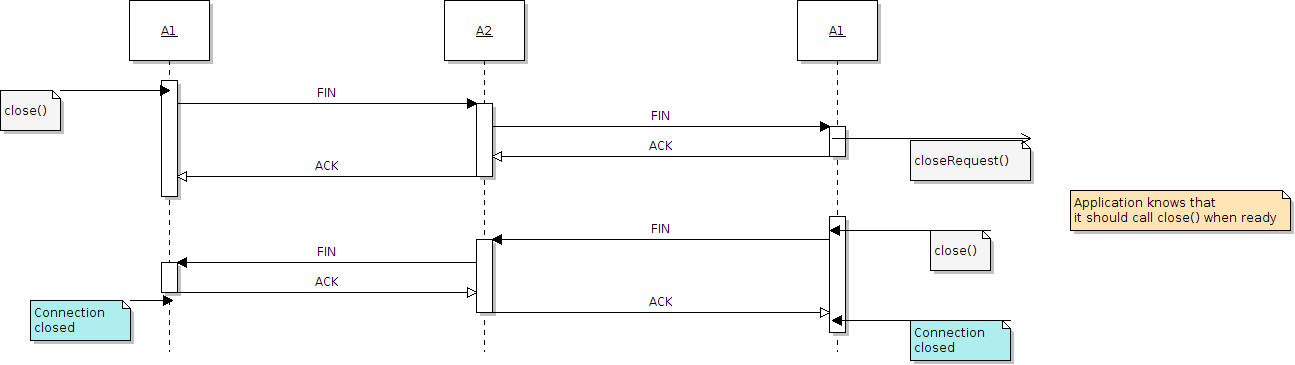 A1
A2
A1
close()
FIN
FIN
ACK
closeRequest()
ACK
Application knows that
it should call close() when ready
FIN
close()
FIN
ACK
ACK
Connection
closed
Connection
closed